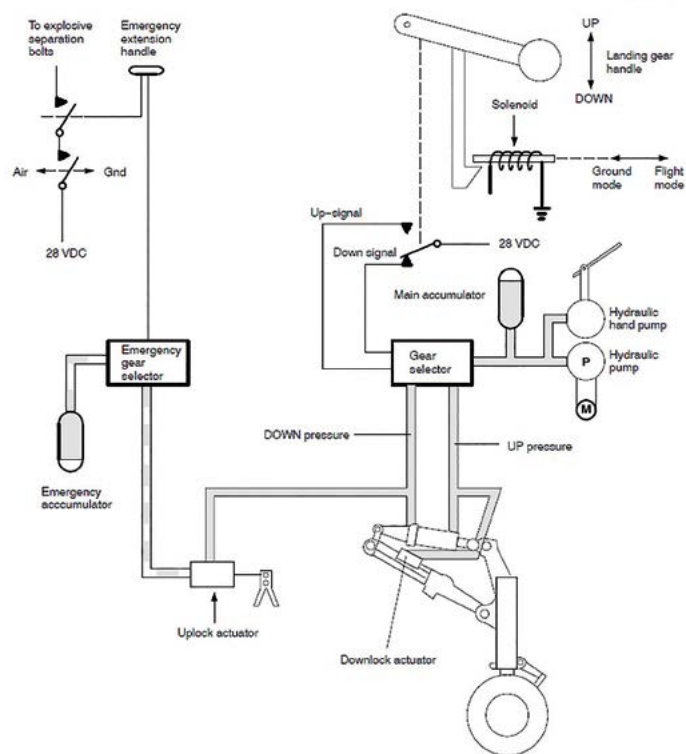 To explosive
separation
bolts
Emergency
extension
handle
UP
Landing gear
handle
DOWN
Solenoid
Air
Gnd
Ground
mode
Flight
mode
Up–signal
28 VDC
Down signal
28 VDC
Main accumulator
Hydraulic
hand pump
Emergency
gear
selector
Gear
selector
P
Hydraulic
pump
M
DOWN pressure
UP pressure
Emergency
acccumulator
Uplock actuator
Downlock actuator